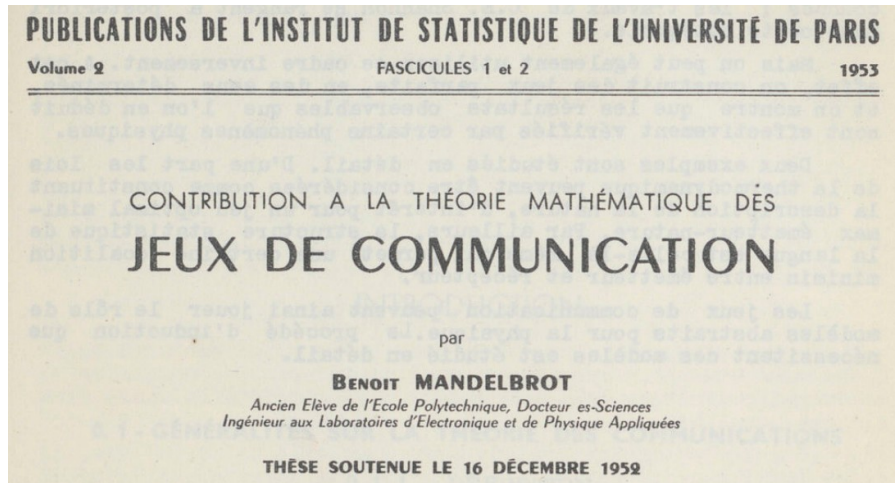 PUBLICATIONS DE L'INSTITUT DE STATISTIQUE DE L'UNIVERSITÉ DE PARIS
Volume 2 FASCICULES 1 et 2 1953
CONTRIBUTION A LA THÉORIE MATHÉMATIQUE DES
JEUX DE COMMUNICATION
par
BENOIT MANDELBROT
Ancien Elève de l'Ecole Polytechnique, Docteur es-Sciences
Ingénieur aux Laboratoires d'Electronique et de Physique Appliquées
THÈSE SOUTENUE LE 16 DÉCEMBRE 1952